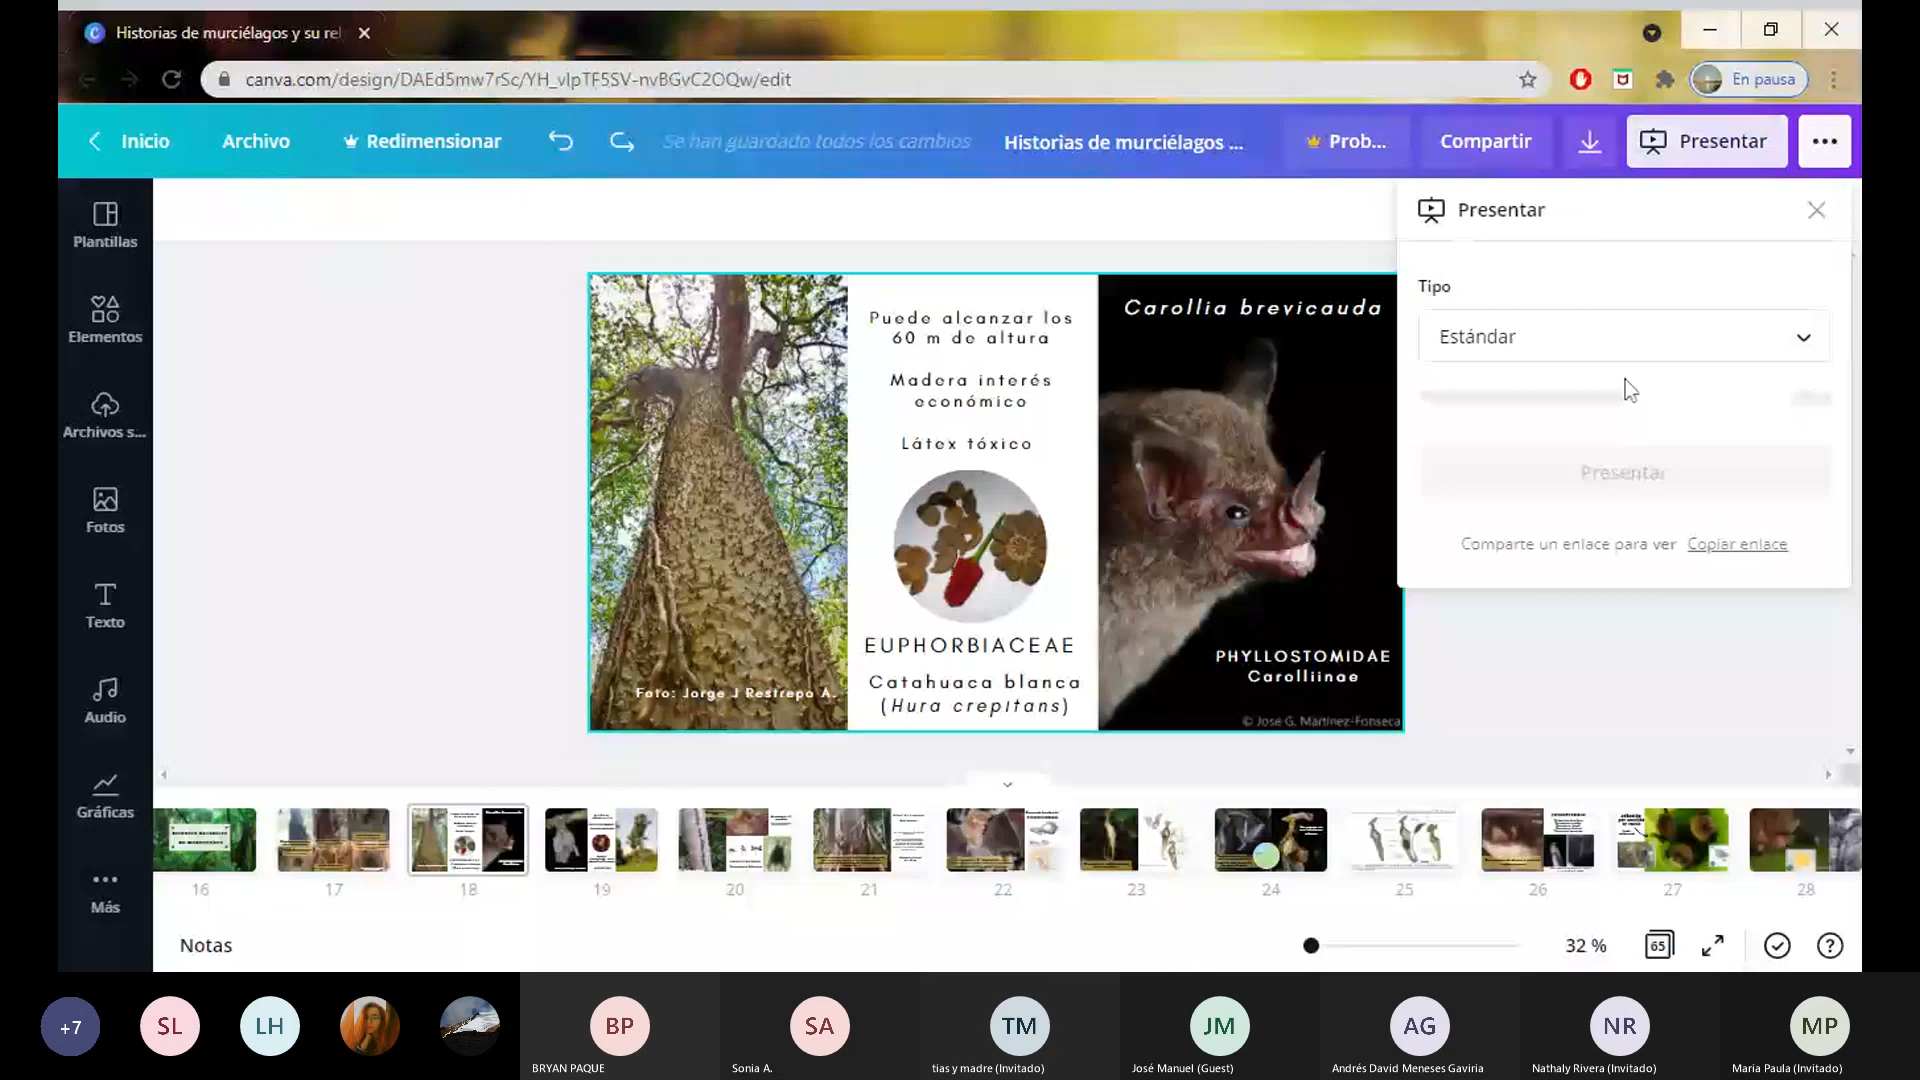 Historias de murciélagos y su rel
canva.com/design/DAEd5mw7rSc/YH_vlpTF5SV-nvBGvC2OQw/edit
En pausa
Inicio
Archivo
Redimensionar
Se han guardado todos los cambios
Historias de murciélagos ...
Prob...
Compartir
Presentar
Plantillas
Elementos
Archivos s...
Fotos
Texto
Audio
Gráficas
Más
Presentar
Tipo
Estándar
Presentar
Comparte un enlace para ver Copiar enlace
Foto: Jorge J Restrepo A.
Puede alcanzar los
60 m de altura
Madera interés
económico
Látex tóxico
EUPHORBIACEAE
Catahuaca blanca
(Hura crepitans)
Carollia brevicauda
PHYLLOSTOMIDAE
Carolliinae
© José G. Martínez-Fonseca
16
17
18
19
20
21
22
23
24
25
26
27
28
Notas
32 %
65
+7
SL
LH
BP
BRYAN PAQUE
SA
Sonia A.
TM
tias y madre (Invitado)
JM
José Manuel (Guest)
AG
Andrés David Meneses Gaviria
NR
Nathaly Rivera (Invitado)
MP
Maria Paula (Invitado)